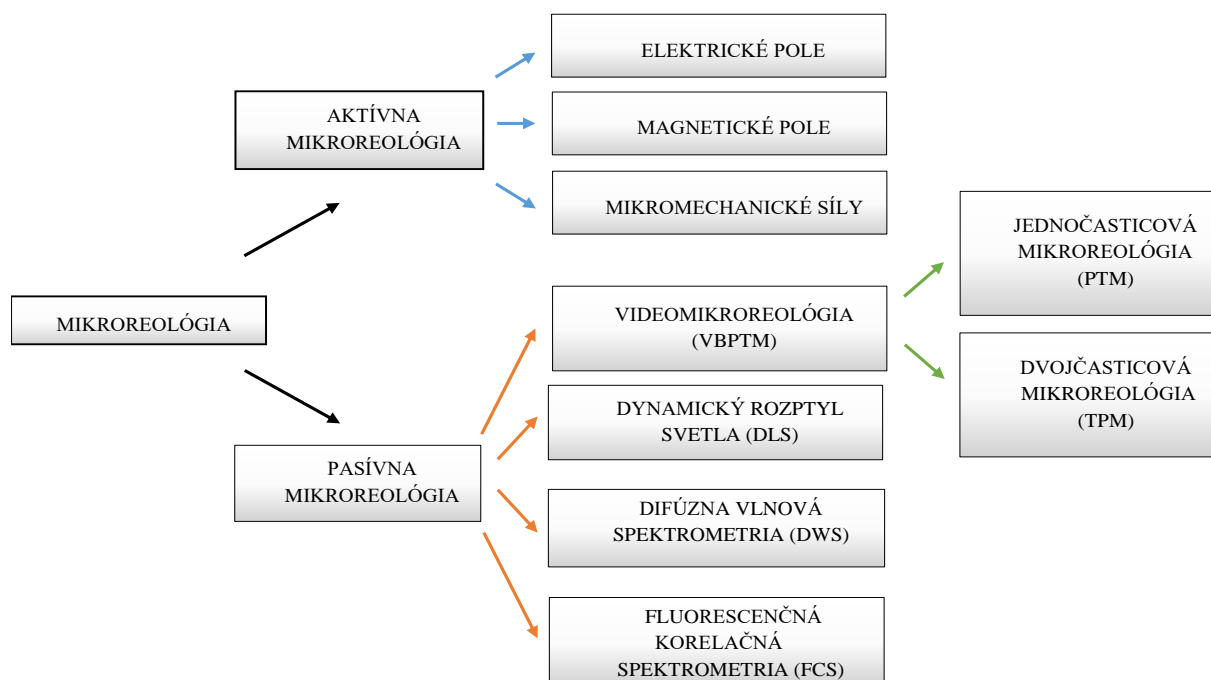 ELEKTRICKÉ POLE
AKTÍVNA
MIKROREOLÓGIA
MAGNETICKÉ POLE
MIKROMECHANICKÉ SÍLY
JEDNOČASTICOVÁ
MIKROREOLÓGIA
(PTM)
MIKROREOLÓGIA
VIDEOMIKROREOLÓGIA
(VBPTM)
DVOJČASTICOVÁ
MIKROREOLÓGIA
(TPM)
DYNAMICKÝ ROZPTYL
SVETLA (DLS)
PASÍVNA
MIKROREOLÓGIA
DIFÚZNA VLNOVÁ
SPEKTROMETRIA (DWS)
FLUORESCENČNÁ
KORELAČNÁ
SPEKTROMETRIA (FCS)